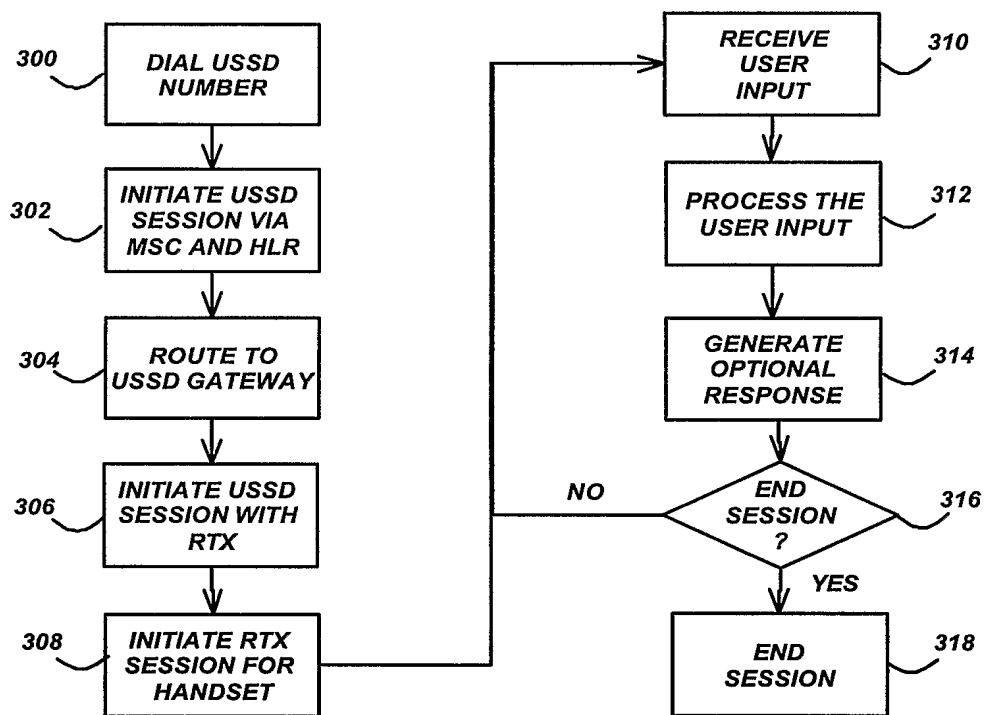 300
DIAL USSD
NUMBER
302
INITIATE USSD
SESSION VIA
MSC AND HLR
304
ROUTE TO
USSD GATEWAY
306
INITIATE USSD
SESSION WITH
RTX
308
INITIATE RTX
SESSION FOR
HANDSET
RECEIVE
USER
INPUT
310
PROCESS THE
USER INPUT
312
GENERATE
OPTIONAL
RESPONSE
314
NO
END
SESSION
?
316
YES
END
SESSION
318